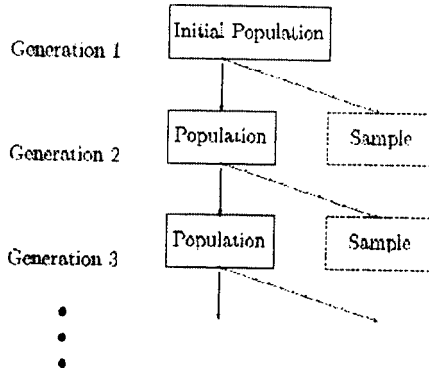 Initial Population
Generation 1
Population
Sample
Generation 2
Population
Sample
Generation 3